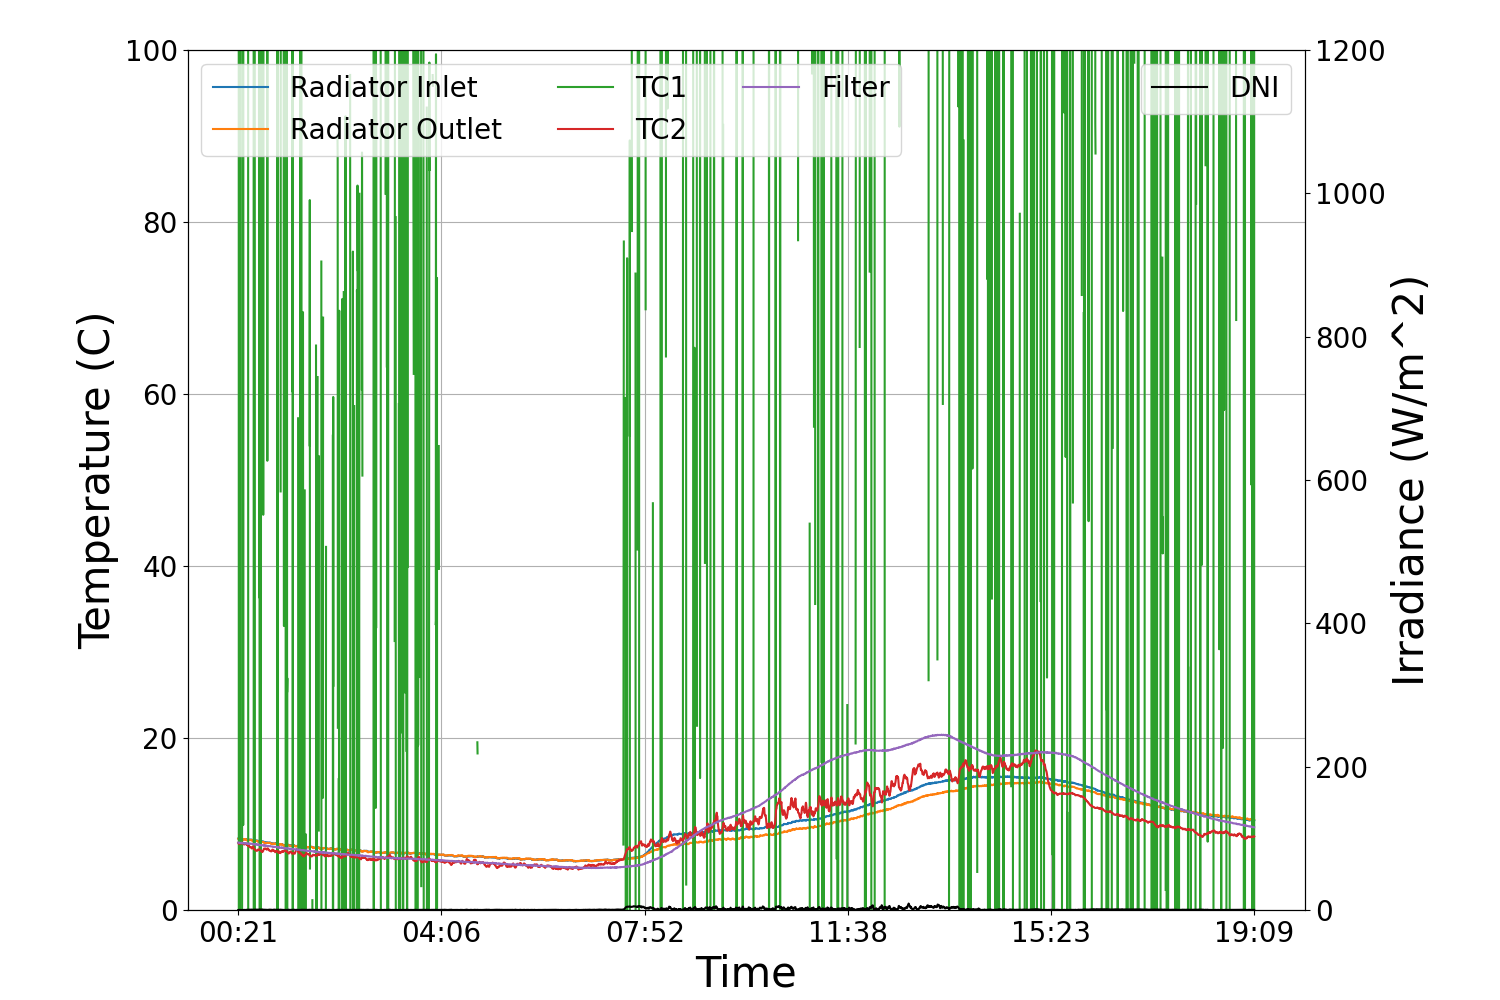 Radiator Inlet
Radiator Outlet
TC1
TC2
Filter
DNI
Temperature (C)
100
80
60
40
20
0
Irradiance (W/m^2)
1200
1000
800
600
400
200
0
00:21 04:06 07:52 11:38 15:23 19:09
Time